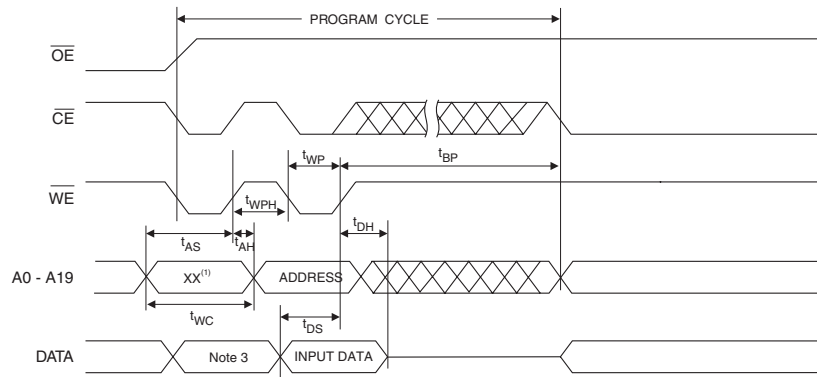 PROGRAM CYCLE
OE
CE
tWP
tBP
WE
tWPH
tDH
tAS
tAH
A0 - A19
XX(1)
ADDRESS
tWC
tDS
DATA
Note 3
INPUT DATA